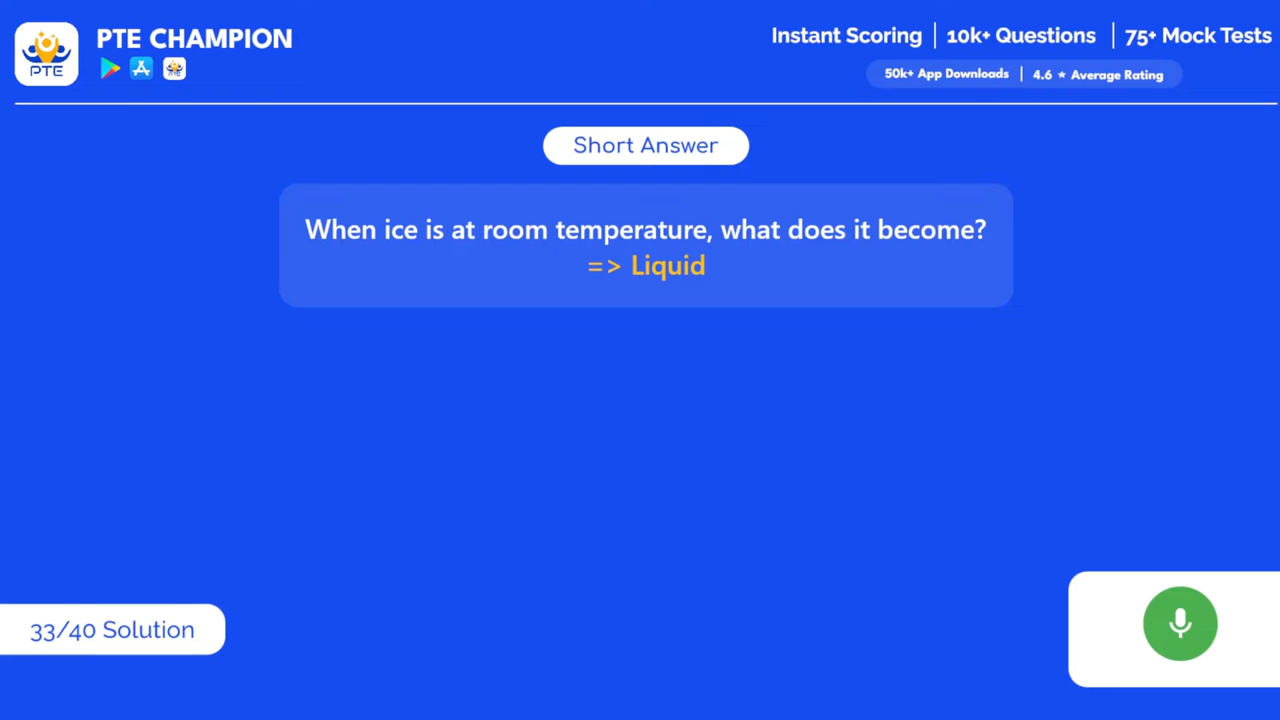 PTE CHAMPION
PTE
Instant Scoring | 10k+ Questions | 75+ Mock Tests
50k+ App Downloads | 4.6 ★ Average Rating
Short Answer
When ice is at room temperature, what does it become?
=> Liquid
33/40 Solution